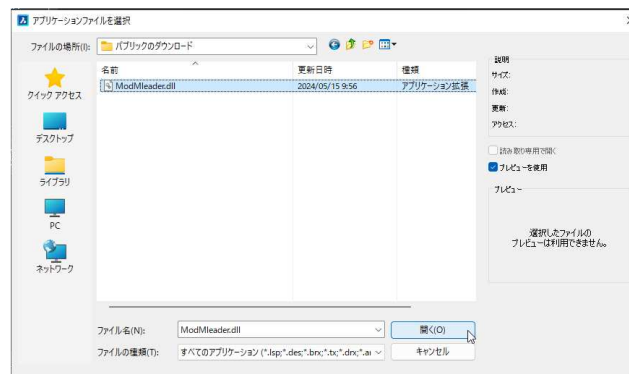 アプリケーションファイルを選択
ファイルの場所(I):
パブリックのダウンロード
名前
更新日時
種類
ModMleader.dll
2024/05/15 9:56
アプリケーション拡張
クイック アクセス
デスクトップ
ライブラリ
PC
ネットワーク
説明
サイズ:
作成:
更新:
アクセス:
読み取り専用で開く
プレビューを使用
プレビュー
選択したファイルの
プレビューは利用できません。
ファイル名(N):
ModMleader.dll
開く(O)
ファイルの種類(T):
すべてのアプリケーション (*.lsp;*.des;*.brx;*.tx;*.drx;*.ar
キャンセル